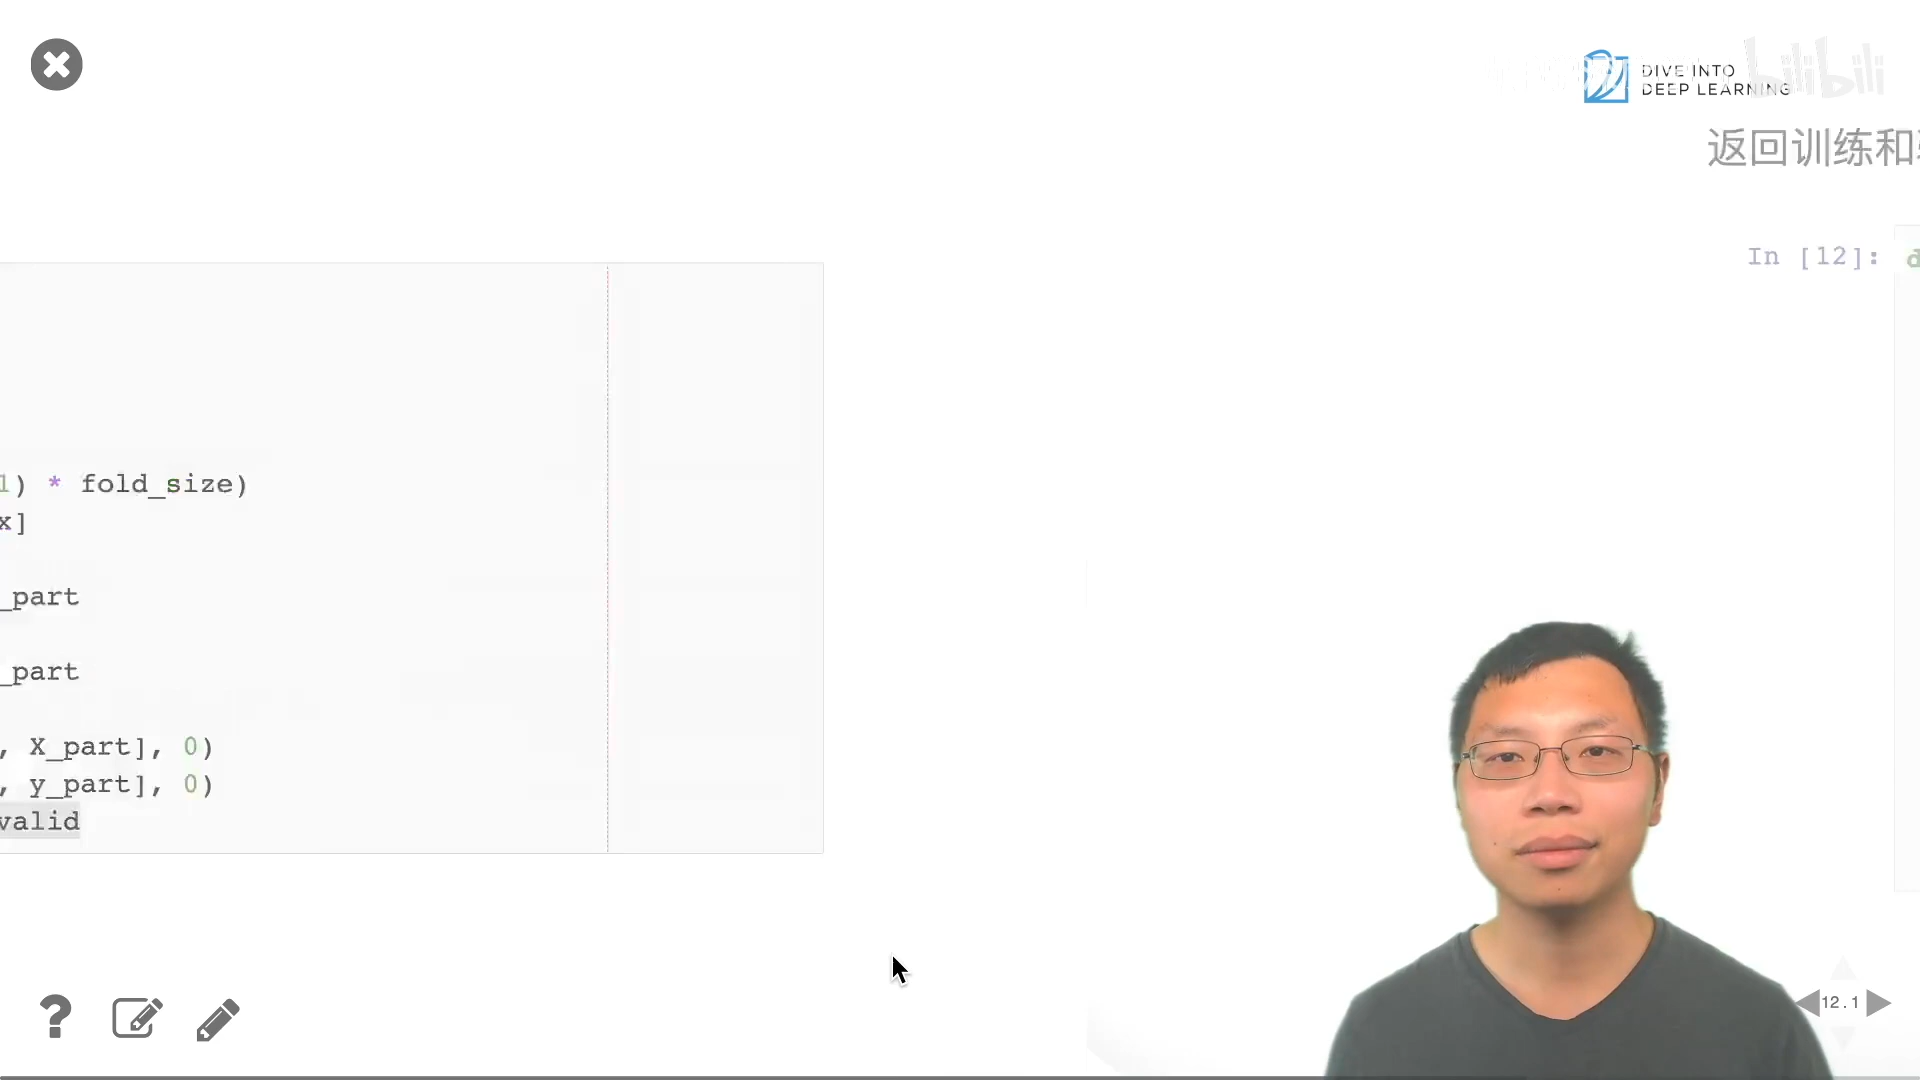 DIVE INTO
DEEP LEARNING
bilibili
返回训练和
In [12]:
1) * fold_size)
x]
_part
_part
, X_part], 0)
, y_part], 0)
valid
12.1